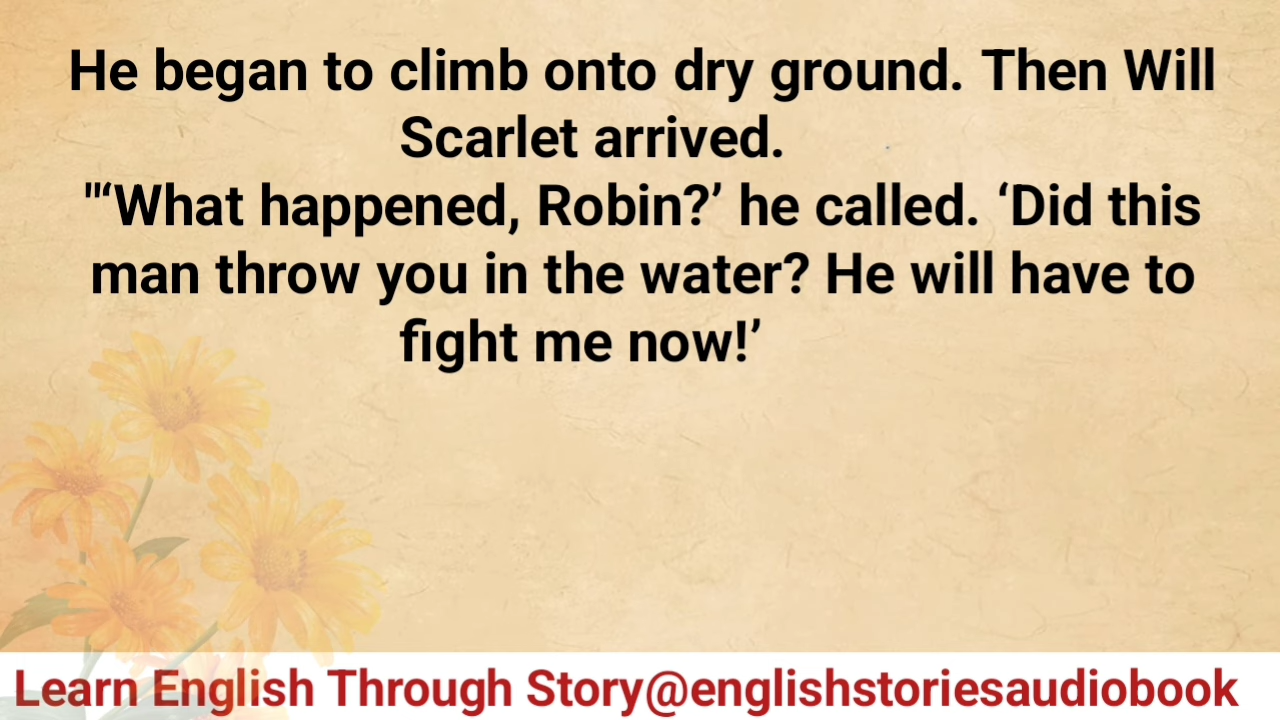 He began to climb onto dry ground. Then Will
Scarlet arrived.
"'‘What happened, Robin?’ he called. ‘Did this
man throw you in the water? He will have to
fight me now!’
Learn English Through Story@englishstoriesaudiobook